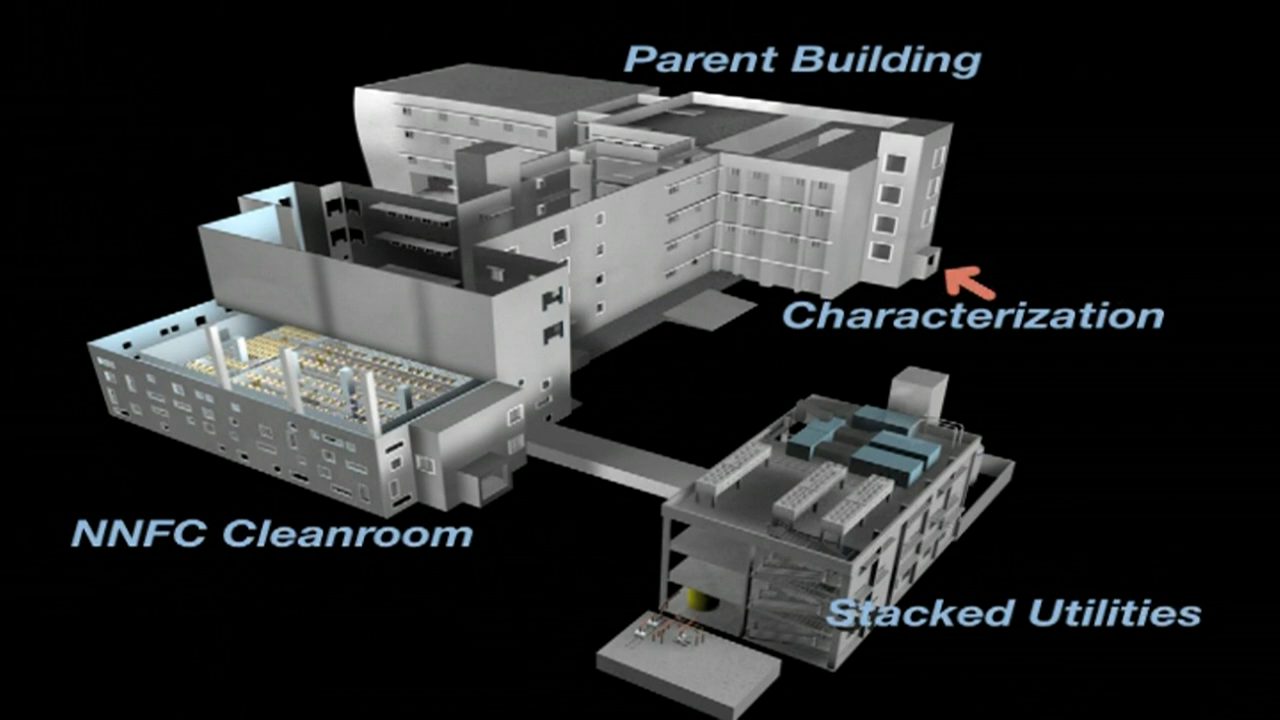 Parent Building
Characterization
NNFC Cleanroom
Stacked Utilities